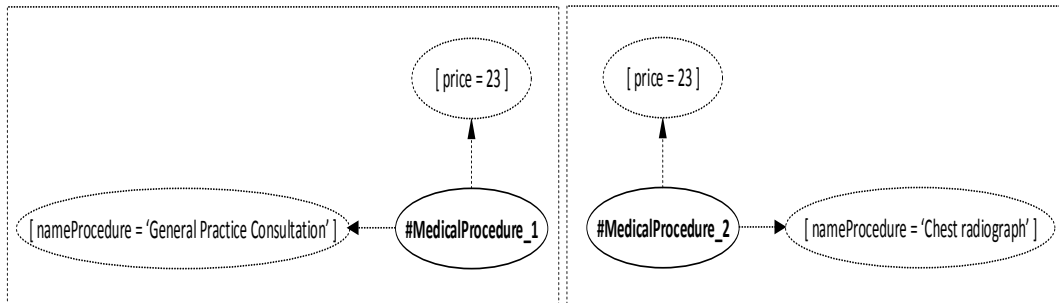 [ price = 23 ]
[ nameProcedure = ‘General Practice Consultation’ ]
#MedicalProcedure_1
[ price = 23 ]
#MedicalProcedure_2
[ nameProcedure = ‘Chest radiograph’ ]